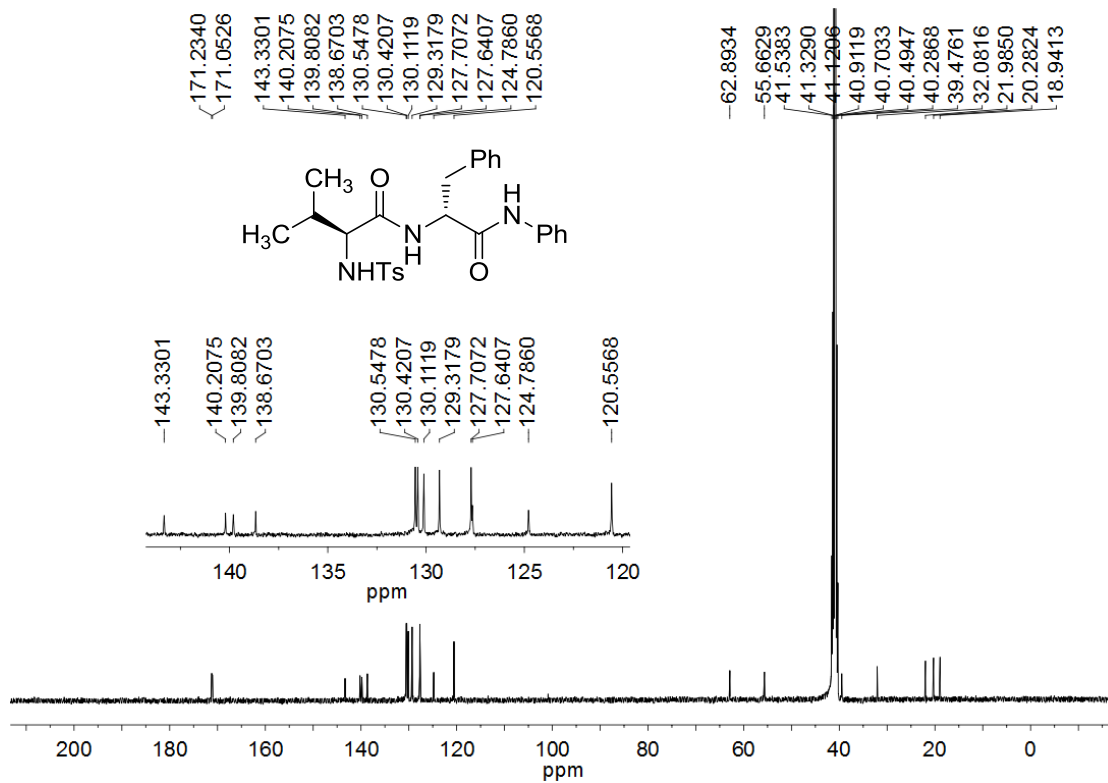 171.2340
171.0526
143.3301
140.2075
139.8082
138.6703
130.5478
130.4207
130.1119
129.3179
127.7072
127.6407
124.7860
120.5568
62.8934
55.6629
41.5383
41.3290
41.1206
40.9119
40.7033
40.4947
40.2868
39.4761
32.0816
21.9850
20.2824
18.9413
Ph
CH3
O
H
N
H3C
N
H
Ph
O
NHTs
143.3301
140.2075
139.8082
138.6703
130.5478
130.4207
130.1119
129.3179
127.7072
127.6407
124.7860
120.5568
140 135 130 125 120
ppm
200 180 160 140 120 100 80 60 40 20 0
ppm